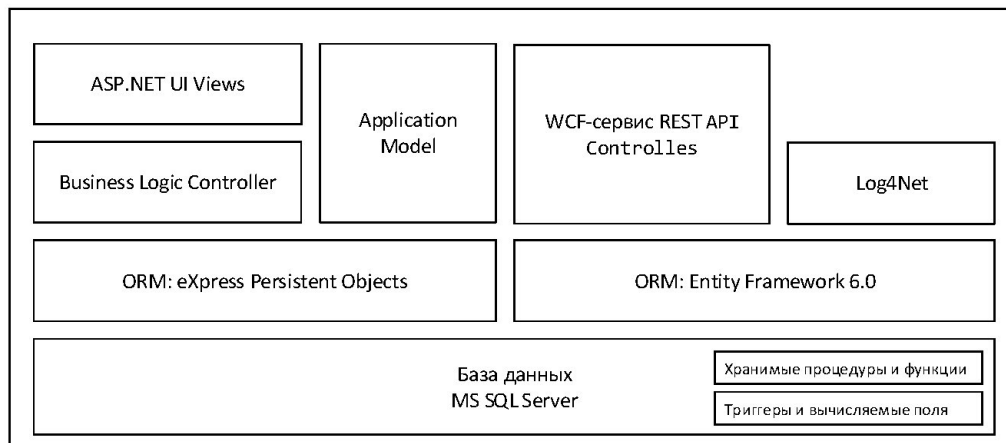 ASP.NET UI Views
Application
Model
WCF-сервис REST API
Controlles
Business Logic Controller
Log4Net
ORM: eXpress Persistent Objects
ORM: Entity Framework 6.0
База данных
MS SQL Server
Хранимые процедуры и функции
Триггеры и вычисляемые поля